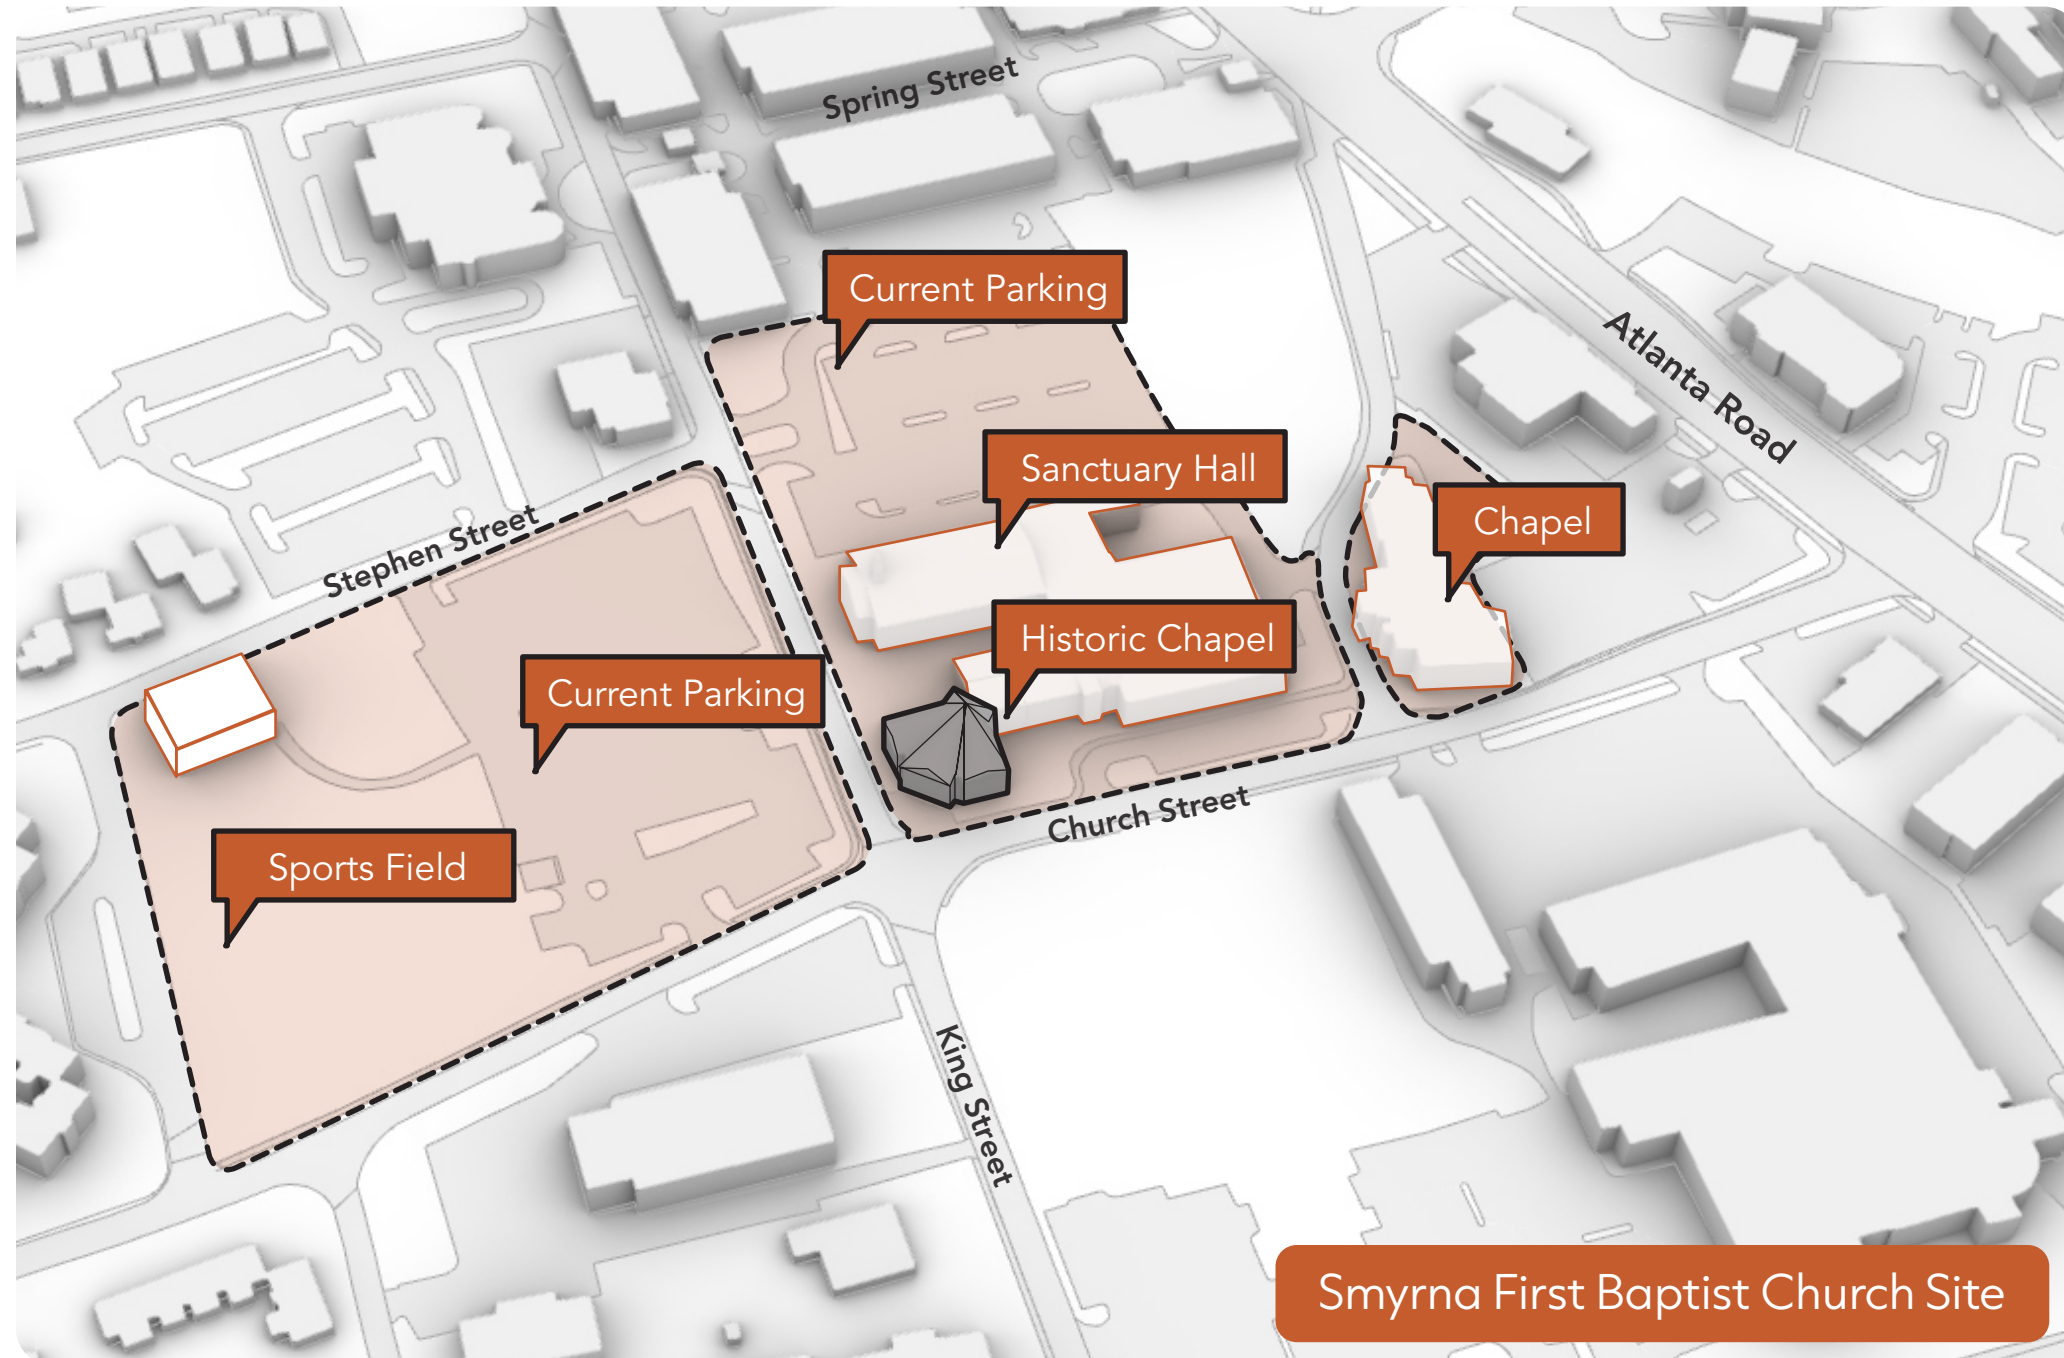 Spring Street
Current Parking
Atlanta Road
Sanctuary Hall
Chapel
Stephen Street
Historic Chapel
Current Parking
Church Street
Sports Field
King Street
Smyrna First Baptist Church Site